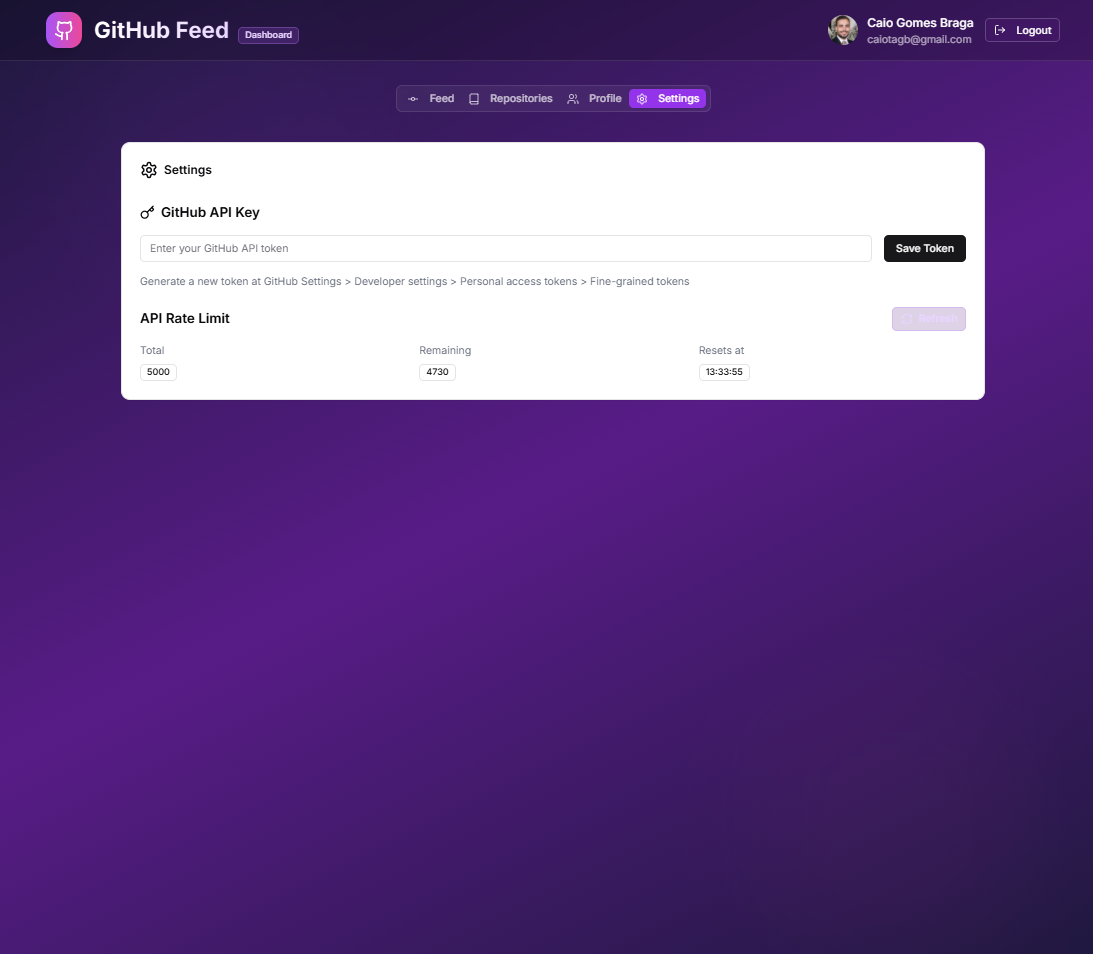 GitHub Feed Dashboard
Caio Gomes Braga
caiotagb@gmail.com
Logout
Feed Repositories Profile Settings
Settings
GitHub API Key
Enter your GitHub API token Save Token
Generate a new token at GitHub Settings > Developer settings > Personal access tokens > Fine-grained tokens
API Rate Limit Refresh
Total Remaining Resets at
5000 4730 13:33:55